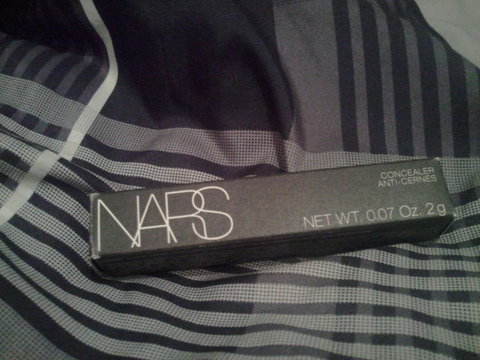 NARS
CONCEALER
ANTI-CERNES
NET WT. 0.07 Oz. 2 g